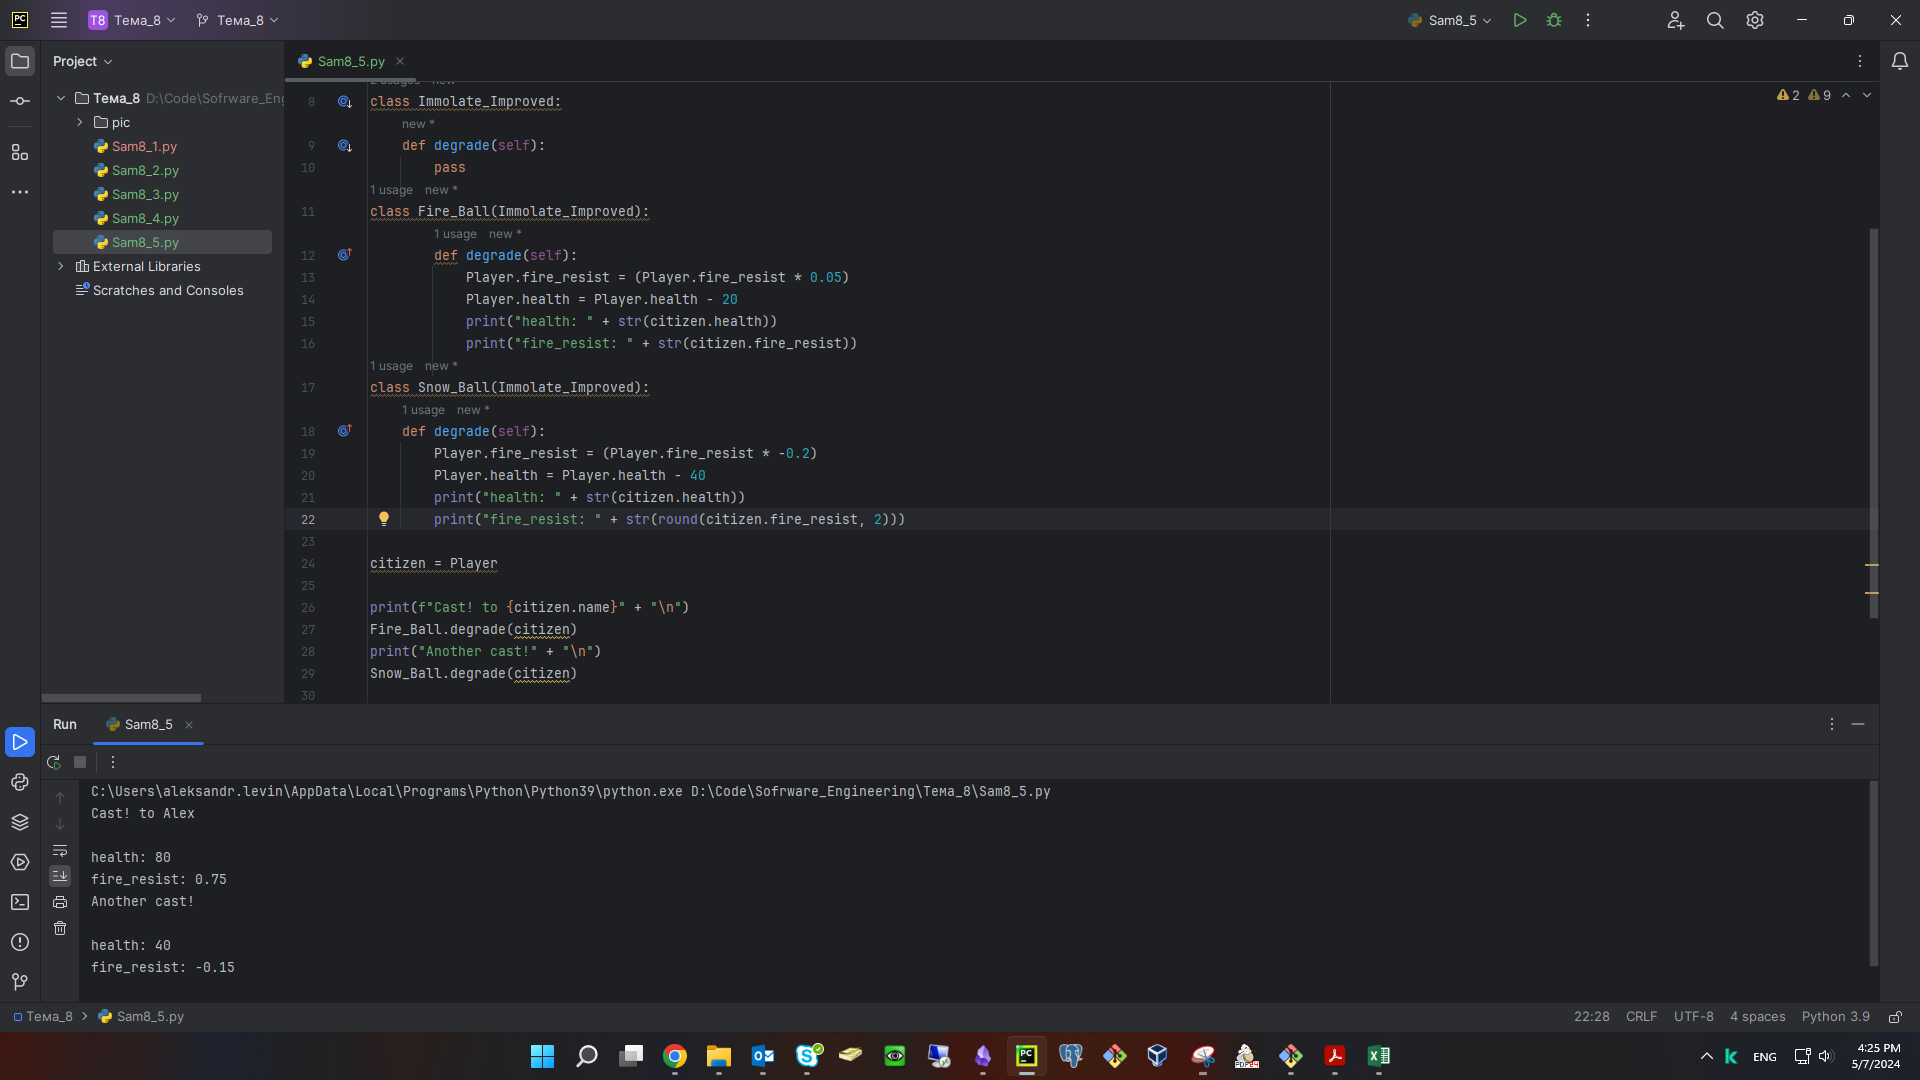 PC
T8 Тема_8 Тема_8 Sam8_5
Project
Sam8_5.py
Тема_8 D:\Code\Sofrware_Eng
pic
Sam8_1.py
Sam8_2.py
Sam8_3.py
Sam8_4.py
Sam8_5.py
External Libraries
Scratches and Consoles
2 9
8 class Immolate_Improved:
new *
9 def degrade(self):
10 pass
1 usage new *
11 class Fire_Ball(Immolate_Improved):
1 usage new *
12 def degrade(self):
13 Player.fire_resist = (Player.fire_resist * 0.05)
14 Player.health = Player.health - 20
15 print("health: " + str(citizen.health))
16 print("fire_resist: " + str(citizen.fire_resist))
1 usage new *
17 class Snow_Ball(Immolate_Improved):
1 usage new *
18 def degrade(self):
19 Player.fire_resist = (Player.fire_resist * -0.2)
20 Player.health = Player.health - 40
21 print("health: " + str(citizen.health))
22 print("fire_resist: " + str(round(citizen.fire_resist, 2)))
23
24 citizen = Player
25
26 print(f"Cast! to {citizen.name}" + "\n")
27 Fire_Ball.degrade(citizen)
28 print("Another cast!" + "\n")
29 Snow_Ball.degrade(citizen)
30
Run Sam8_5
C:\Users\aleksandr.levin\AppData\Local\Programs\Python\Python39\python.exe D:\Code\Sofrware_Engineering\Тема_8\Sam8_5.py
Cast! to Alex
health: 80
fire_resist: 0.75
Another cast!
health: 40
fire_resist: -0.15
Тема_8 Sam8_5.py
22:28 CRLF UTF-8 4 spaces Python 3.9
ENG
4:25 PM
5/7/2024